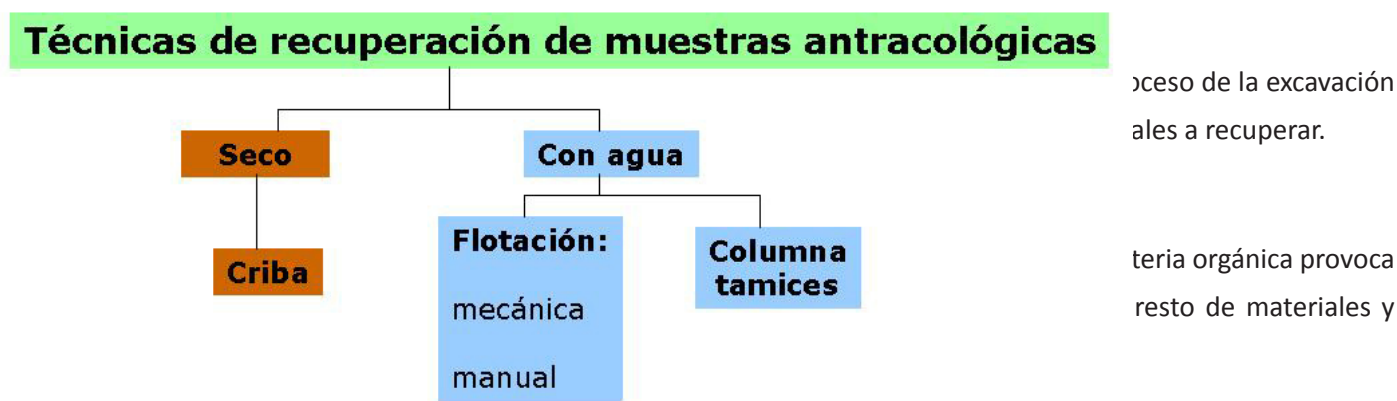 Técnicas de recuperación de muestras antracológicas
oceso de la excavación
Seco
Con agua
ales a recuperar.
Criba
Flotación:
mecánica
manual
Columna
tamices
teria orgánica provoca
resto de materiales y